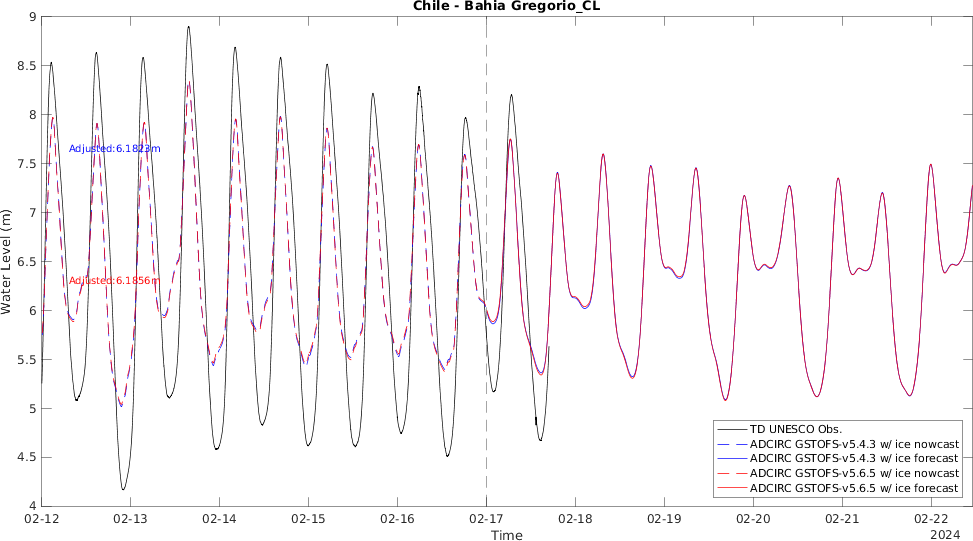 Chile - Bahia Gregorio_CL
9
8.5
8
7.5
7
6.5
6
5.5
5
4.5
4
Water Level (m)
Adjusted:6.1823m
Adjusted:6.1856m
TD UNESCO Obs.
ADCIRC GSTOFS-v5.4.3 w/ ice nowcast
ADCIRC GSTOFS-v5.4.3 w/ ice forecast
ADCIRC GSTOFS-v5.6.5 w/ ice nowcast
ADCIRC GSTOFS-v5.6.5 w/ ice forecast
02-12 02-13 02-14 02-15 02-16 02-17 02-18 02-19 02-20 02-21 02-22
Time
2024